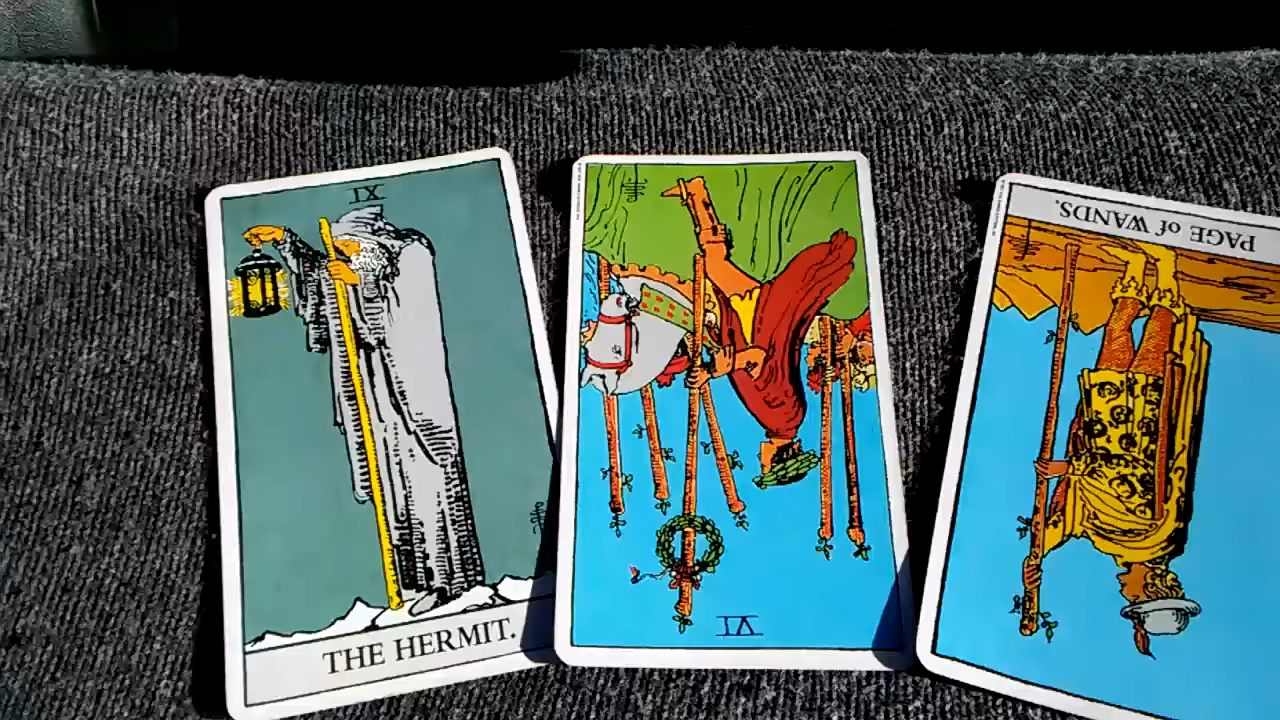 IX
THE HERMIT.
VI
PAGE of WANDS.